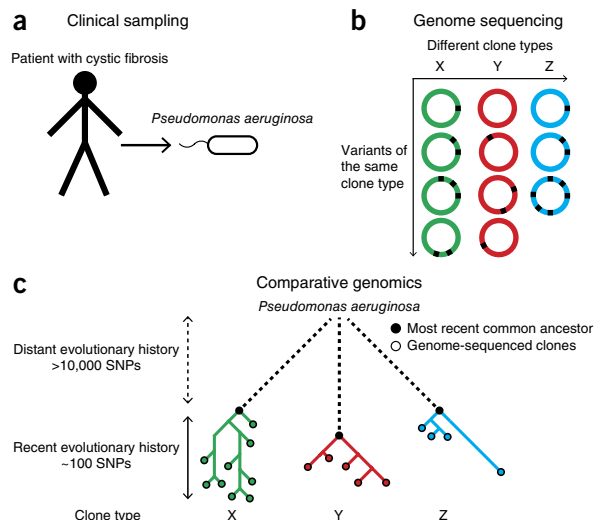 a
Clinical sampling
Patient with cystic fibrosis
Pseudomonas aeruginosa
b
Genome sequencing
Different clone types
X Y Z
Variants of
the same
clone type
c
Comparative genomics
Pseudomonas aeruginosa
Most recent common ancestor
Genome-sequenced clones
Distant evolutionary history
>10,000 SNPs
Recent evolutionary history
~100 SNPs
Clone type X Y Z